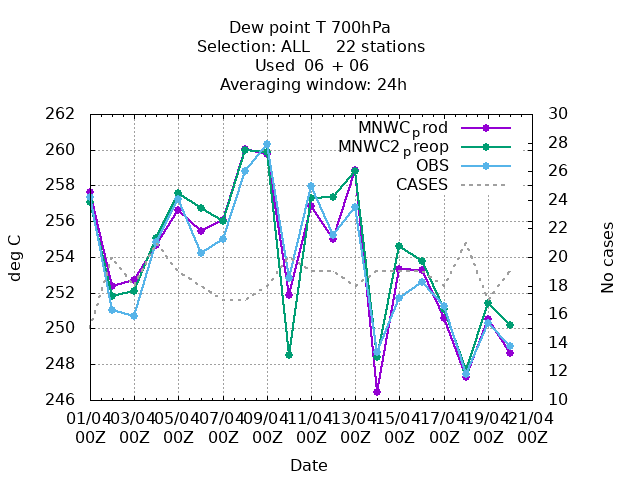 Dew point T 700hPa
Selection: ALL     22 stations
Used  06 + 06
Averaging window: 24h
262 30
MNWCprod
28
260 MNWC2preop
26
OBS
258 CASES
24
256 22
254 20
18
252 16
250 14
248 12
246 10
deg C
No cases
01/04 03/04 05/04 07/04 09/04 11/04 13/04 15/04 17/04 19/04 21/04
00Z 00Z 00Z 00Z 00Z 00Z 00Z 00Z 00Z 00Z 00Z
Date